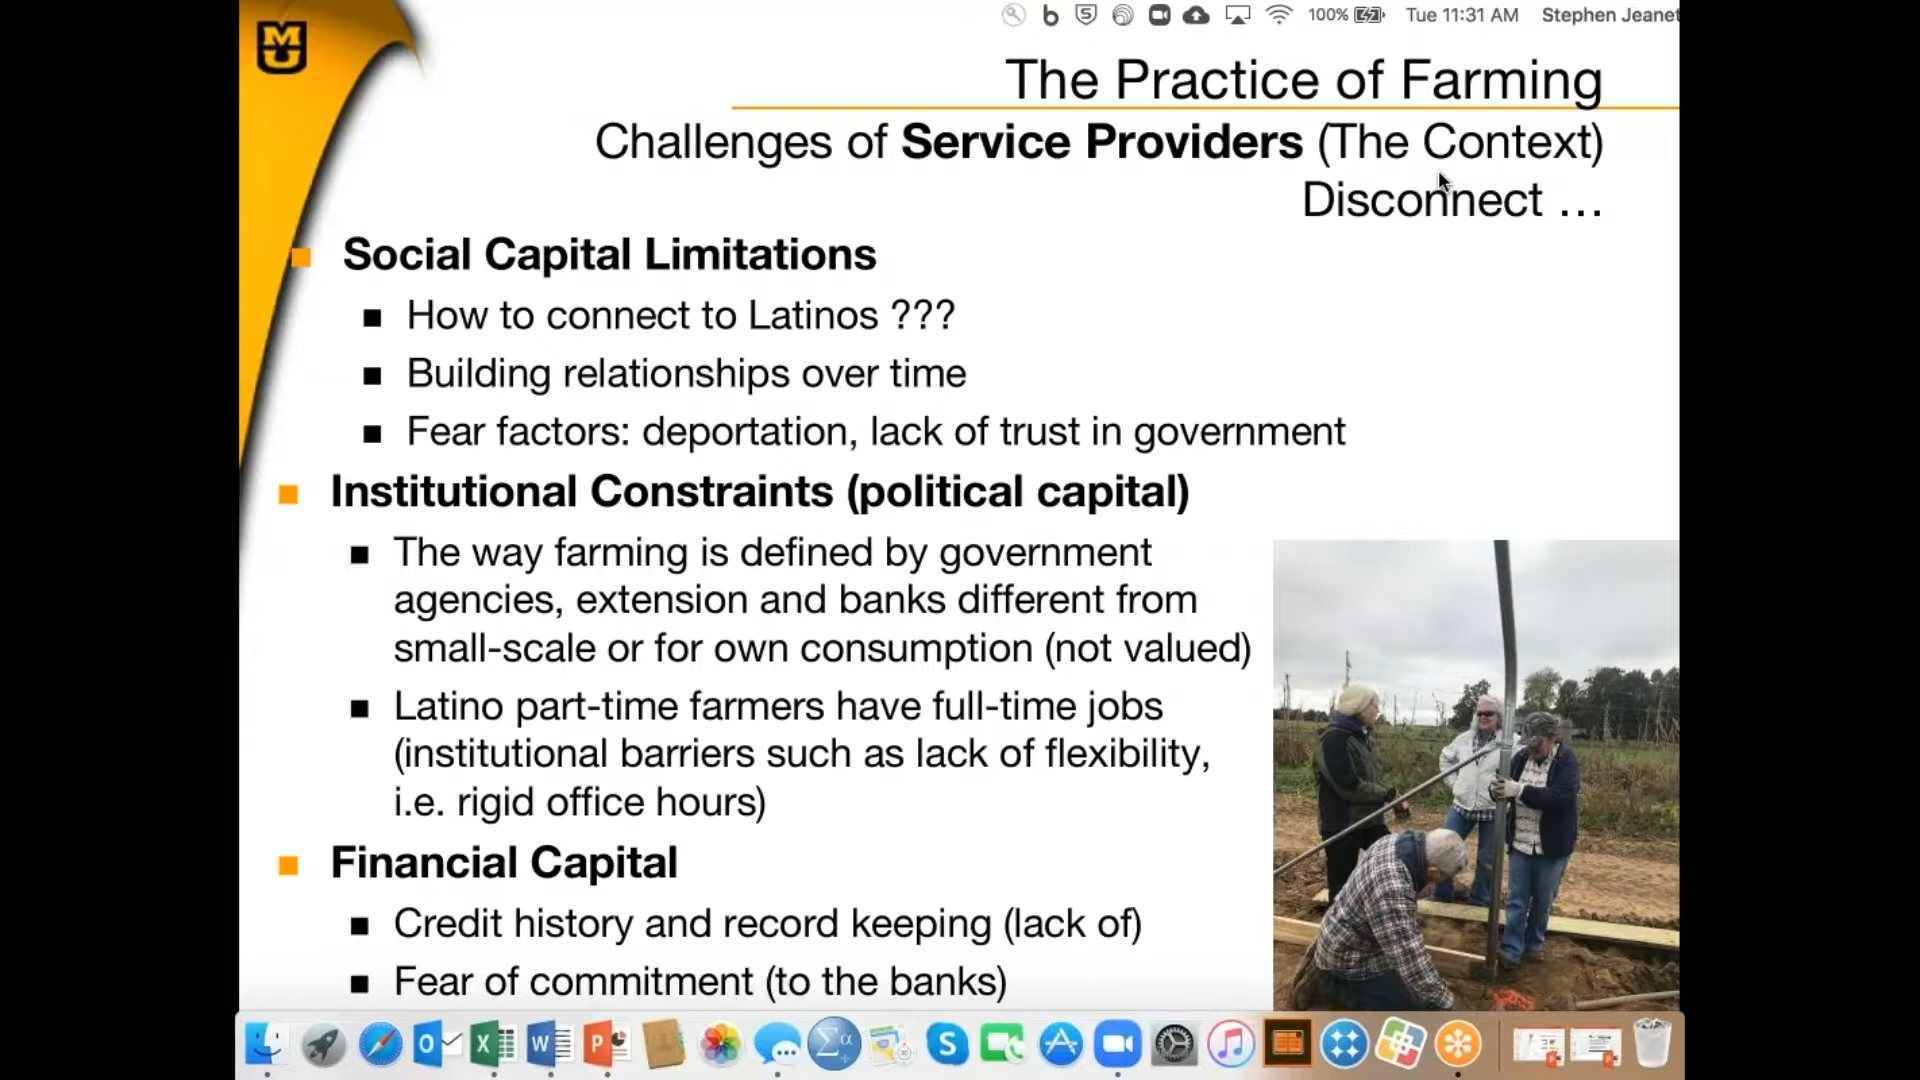 MU
100%
Tue 11:31 AM
Stephen Jeanet
The Practice of Farming
Challenges of Service Providers (The Context)
Disconnect ...
Social Capital Limitations
How to connect to Latinos ???
Building relationships over time
Fear factors: deportation, lack of trust in government
Institutional Constraints (political capital)
The way farming is defined by government
agencies, extension and banks different from
small-scale or for own consumption (not valued)
Latino part-time farmers have full-time jobs
(institutional barriers such as lack of flexibility,
i.e. rigid office hours)
Financial Capital
Credit history and record keeping (lack of)
Fear of commitment (to the banks)